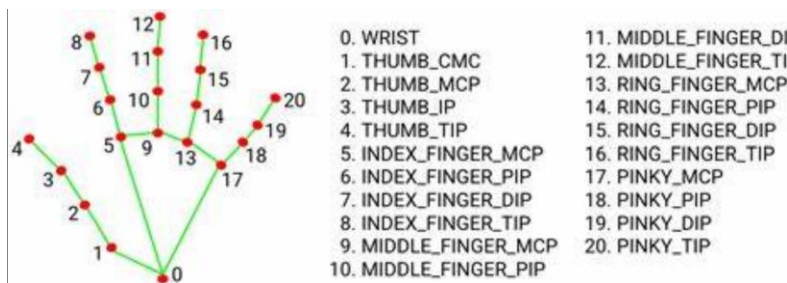 12
16
8
11
7
15
20
6
10
14
19
4
5
9
13
18
3
17
2
1
0
0. WRIST
1. THUMB_CMC
2. THUMB_MCP
3. THUMB_IP
4. THUMB_TIP
5. INDEX_FINGER_MCP
6. INDEX_FINGER_PIP
7. INDEX_FINGER_DIP
8. INDEX_FINGER_TIP
9. MIDDLE_FINGER_MCP
10. MIDDLE_FINGER_PIP
11. MIDDLE_FINGER_DI
12. MIDDLE_FINGER_TI
13. RING_FINGER_MCP
14. RING_FINGER_PIP
15. RING_FINGER_DIP
16. RING_FINGER_TIP
17. PINKY_MCP
18. PINKY_PIP
19. PINKY_DIP
20. PINKY_TIP